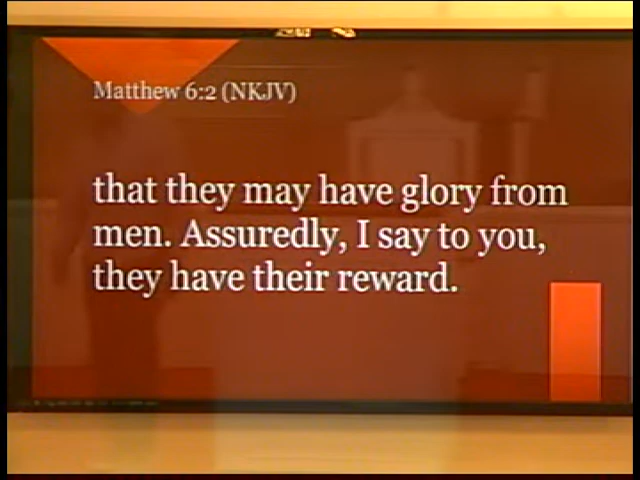 Matthew 6:2 (NKJV)
that they may have glory from
men. Assuredly, I say to you,
they have their reward.